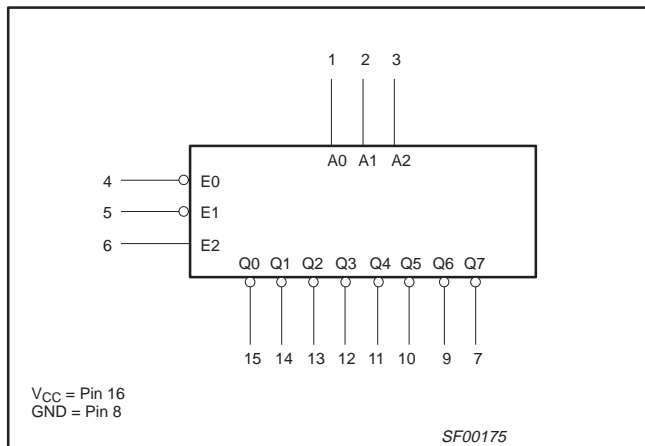 1 2 3
A0 A1 A2
4 E0
5 E1
6 E2
Q0 Q1 Q2 Q3 Q4 Q5 Q6 Q7
15 14 13 12 11 10 9 7
VCC = Pin 16
GND = Pin 8
SF00175